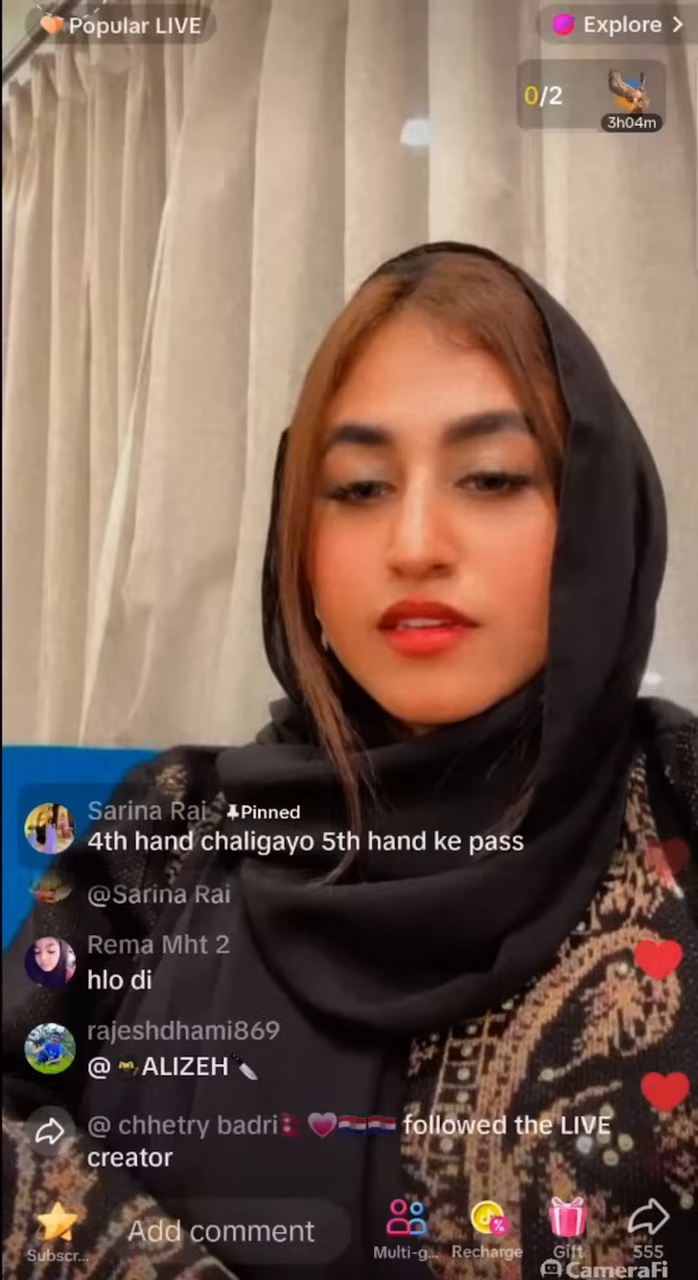 Popular LIVE
Explore >
0/2
3h04m
Sarina Rai Pinned
4th hand chaligayo 5th hand ke pass
@Sarina Rai
Rema Mht 2
hlo di
rajeshdhami869
@ ALIZEH
@ chhetry badri followed the LIVE
creator
Subscr...
Add comment
Multi-g...
Recharge
Gift
555
CameraFi